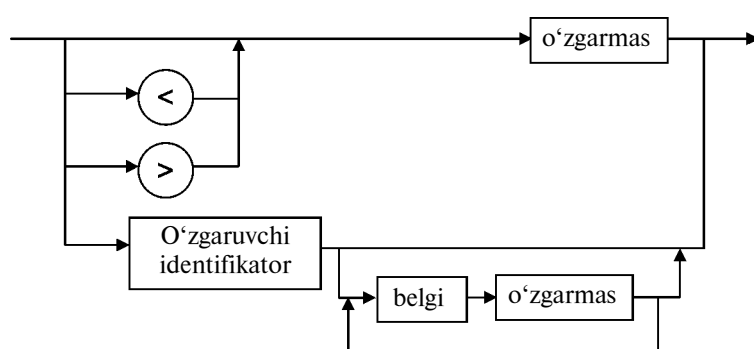 o‘zgarmas
<
>
O‘zgaruvchi
identifikator
belgi
o‘zgarmas